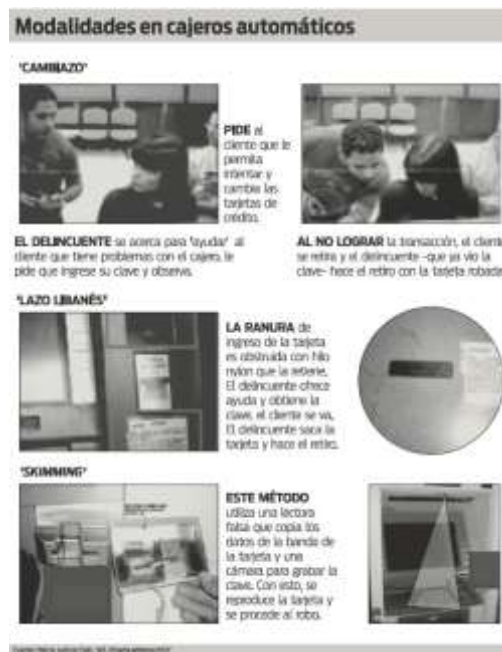 Modalidades en cajeros automáticos
'CAMBIAZO'
PIDE al
cliente que le
permita
intentar y
cambia las
tarjetas de
crédito.
EL DELINCUENTE se acerca para 'ayudar' al
cliente que tiene problemas con el cajero, le
pide que ingrese su clave y observa.
AL NO LOGRAR la transacción, el cliente
se retira y el delincuente -que ya vio la
clave- hace el retiro con la tarjeta robada
'LAZO LIBANÉS'
LA RANURA de
ingreso de la tarjeta
es obstruida con hilo
nylon que la retiene.
El delincuente ofrece
ayuda y obtiene la
clave, el cliente se va.
El delincuente saca la
tarjeta y hace el retiro.
'SKIMMING'
ESTE MÉTODO
utiliza una lectora
falsa que copia los
datos de la banda de
la tarjeta y una
cámara para grabar la
clave. Con esto, se
reproduce la tarjeta y
se procede al robo.